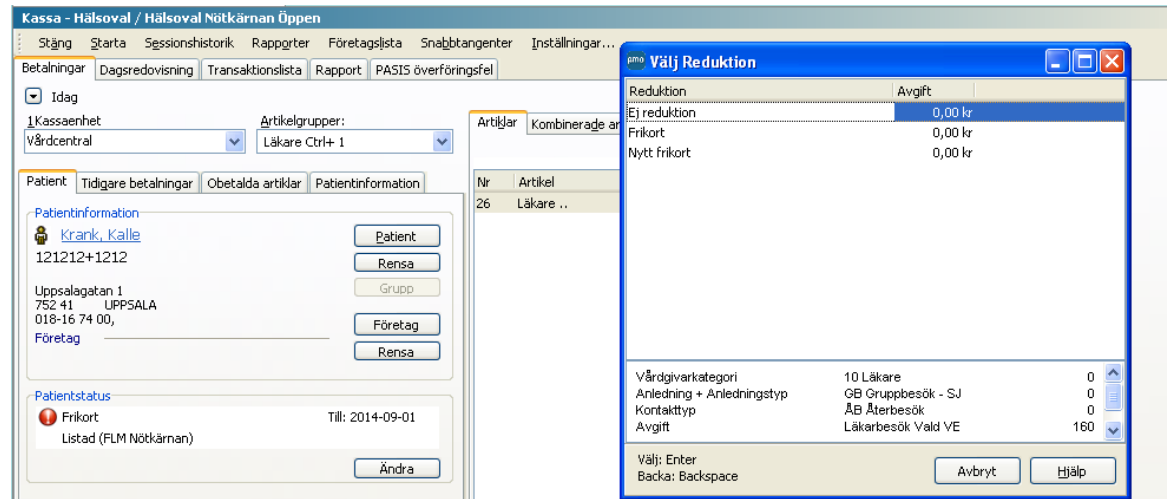 Kassa - Hälsoval / Hälsoval Nötkärnan Öppen
Stäng Starta Sessionshistorik Rapporter Företagslista Snabbtangenter Inställningar...
Betalningar Dagsredovisning Transaktionslista Rapport PASIS överföringsfel
Idag
1Kassaenhet Artikelgrupper:
Vårdcentral Läkare Ctrl+ 1
Artiklar Kombinerade ar
Patient Tidigare betalningar Obetalda artiklar Patientinformation
Nr Artikel
26 Läkare ..
Patientinformation
Krank, Kalle Patient
121212+1212 Rensa
Grupp
Uppsalagatan 1
752 41 UPPSALA
018-16 74 00, Företag
Företag
Rensa
Patientstatus
Frikort Till: 2014-09-01
Listad (FLM Nötkärnan)
Ändra
pmo Välj Reduktion
Reduktion Avgift
Ej reduktion 0,00 kr
Frikort 0,00 kr
Nytt frikort 0,00 kr
Vårdgivarkategori 10 Läkare 0
Anledning + Anledningstyp GB Gruppbesök - SJ 0
Kontakttyp ÅB Återbesök 0
Avgift Läkarbesök Vald VE 160
Välj: Enter
Backa: Backspace
Avbryt Hjälp